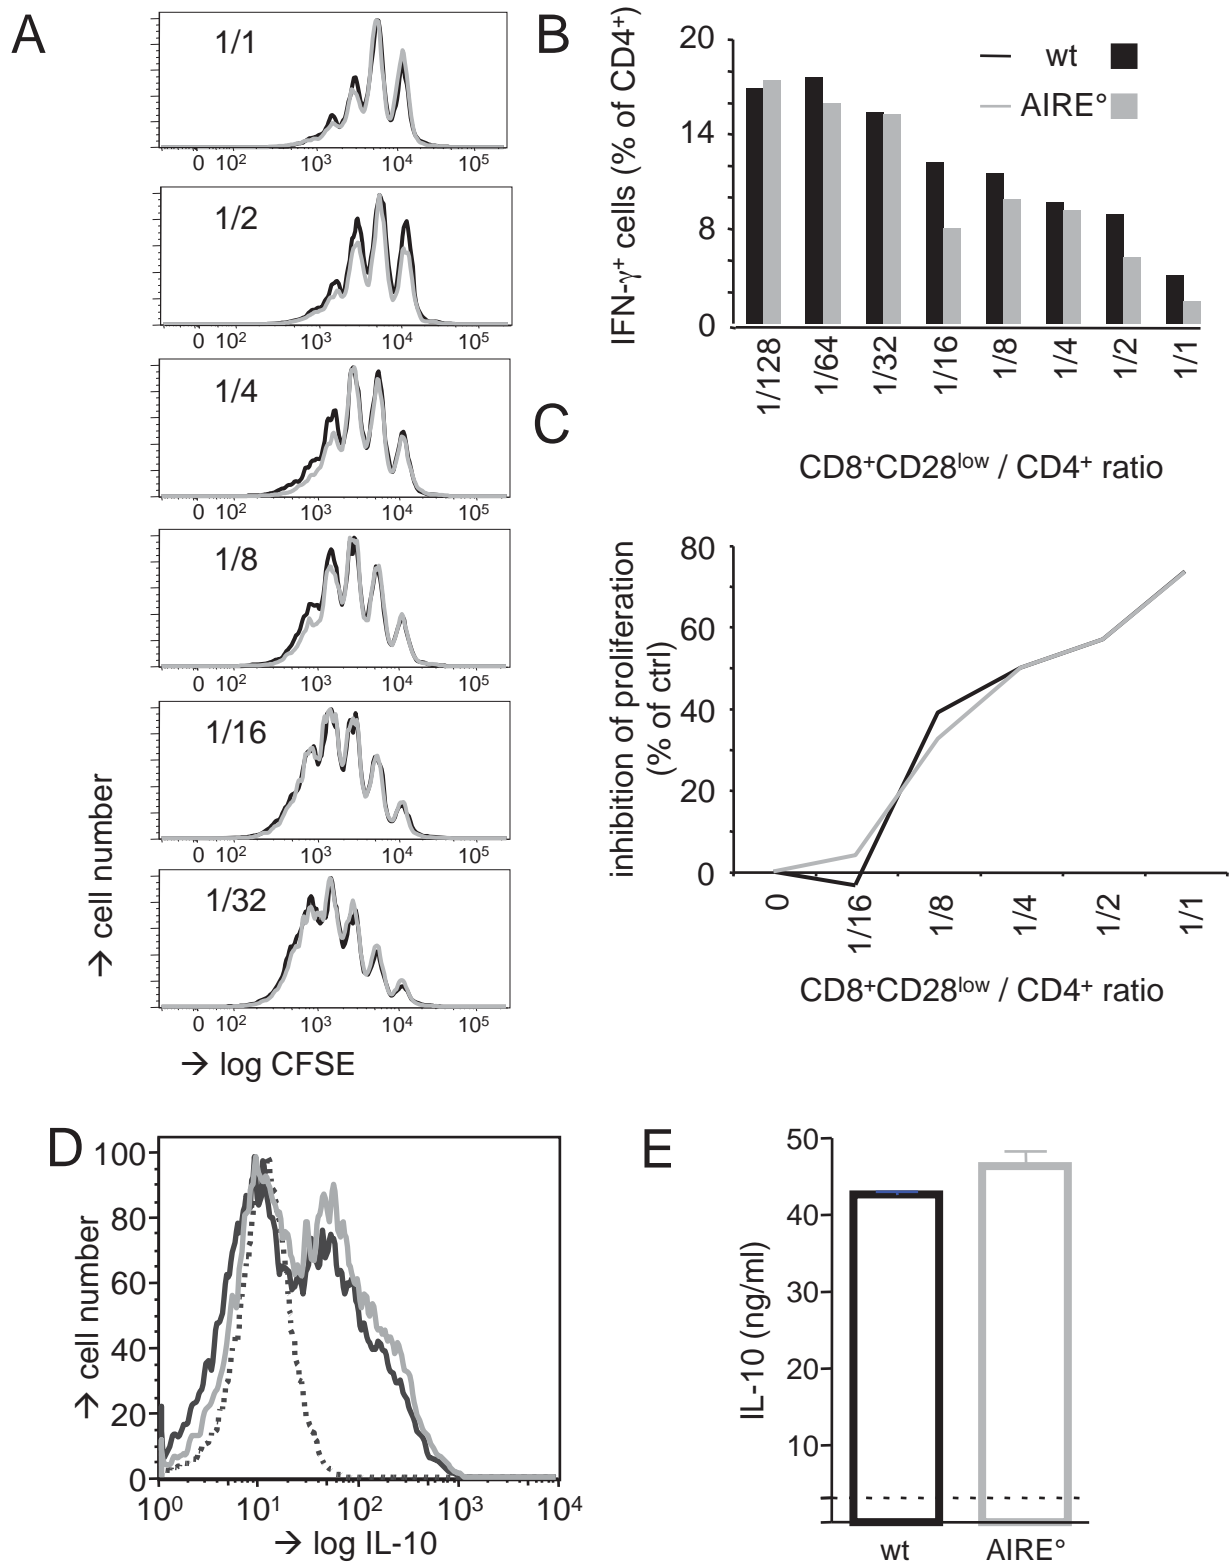 A
1/1
0 10² 10³ 10⁴ 10⁵
1/2
0 10² 10³ 10⁴ 10⁵
1/4
0 10² 10³ 10⁴ 10⁵
1/8
0 10² 10³ 10⁴ 10⁵
1/16
0 10² 10³ 10⁴ 10⁵
1/32
0 10² 10³ 10⁴ 10⁵
→ cell number
→ log CFSE
B
IFN-γ⁺ cells (% of CD4⁺)
20
14
8
0
wt
AIRE°
1/128 1/64 1/32 1/16 1/8 1/4 1/2 1/1
CD8⁺CD28ˡᵒʷ / CD4⁺ ratio
C
inhibition of proliferation
(% of ctrl)
80
60
40
20
0
0 1/16 1/8 1/4 1/2 1/1
CD8⁺CD28ˡᵒʷ / CD4⁺ ratio
D
→ cell number
100
80
60
40
20
0
10⁰ 10¹ 10² 10³ 10⁴
→ log IL-10
E
IL-10 (ng/ml)
50
40
30
20
10
wt AIRE°